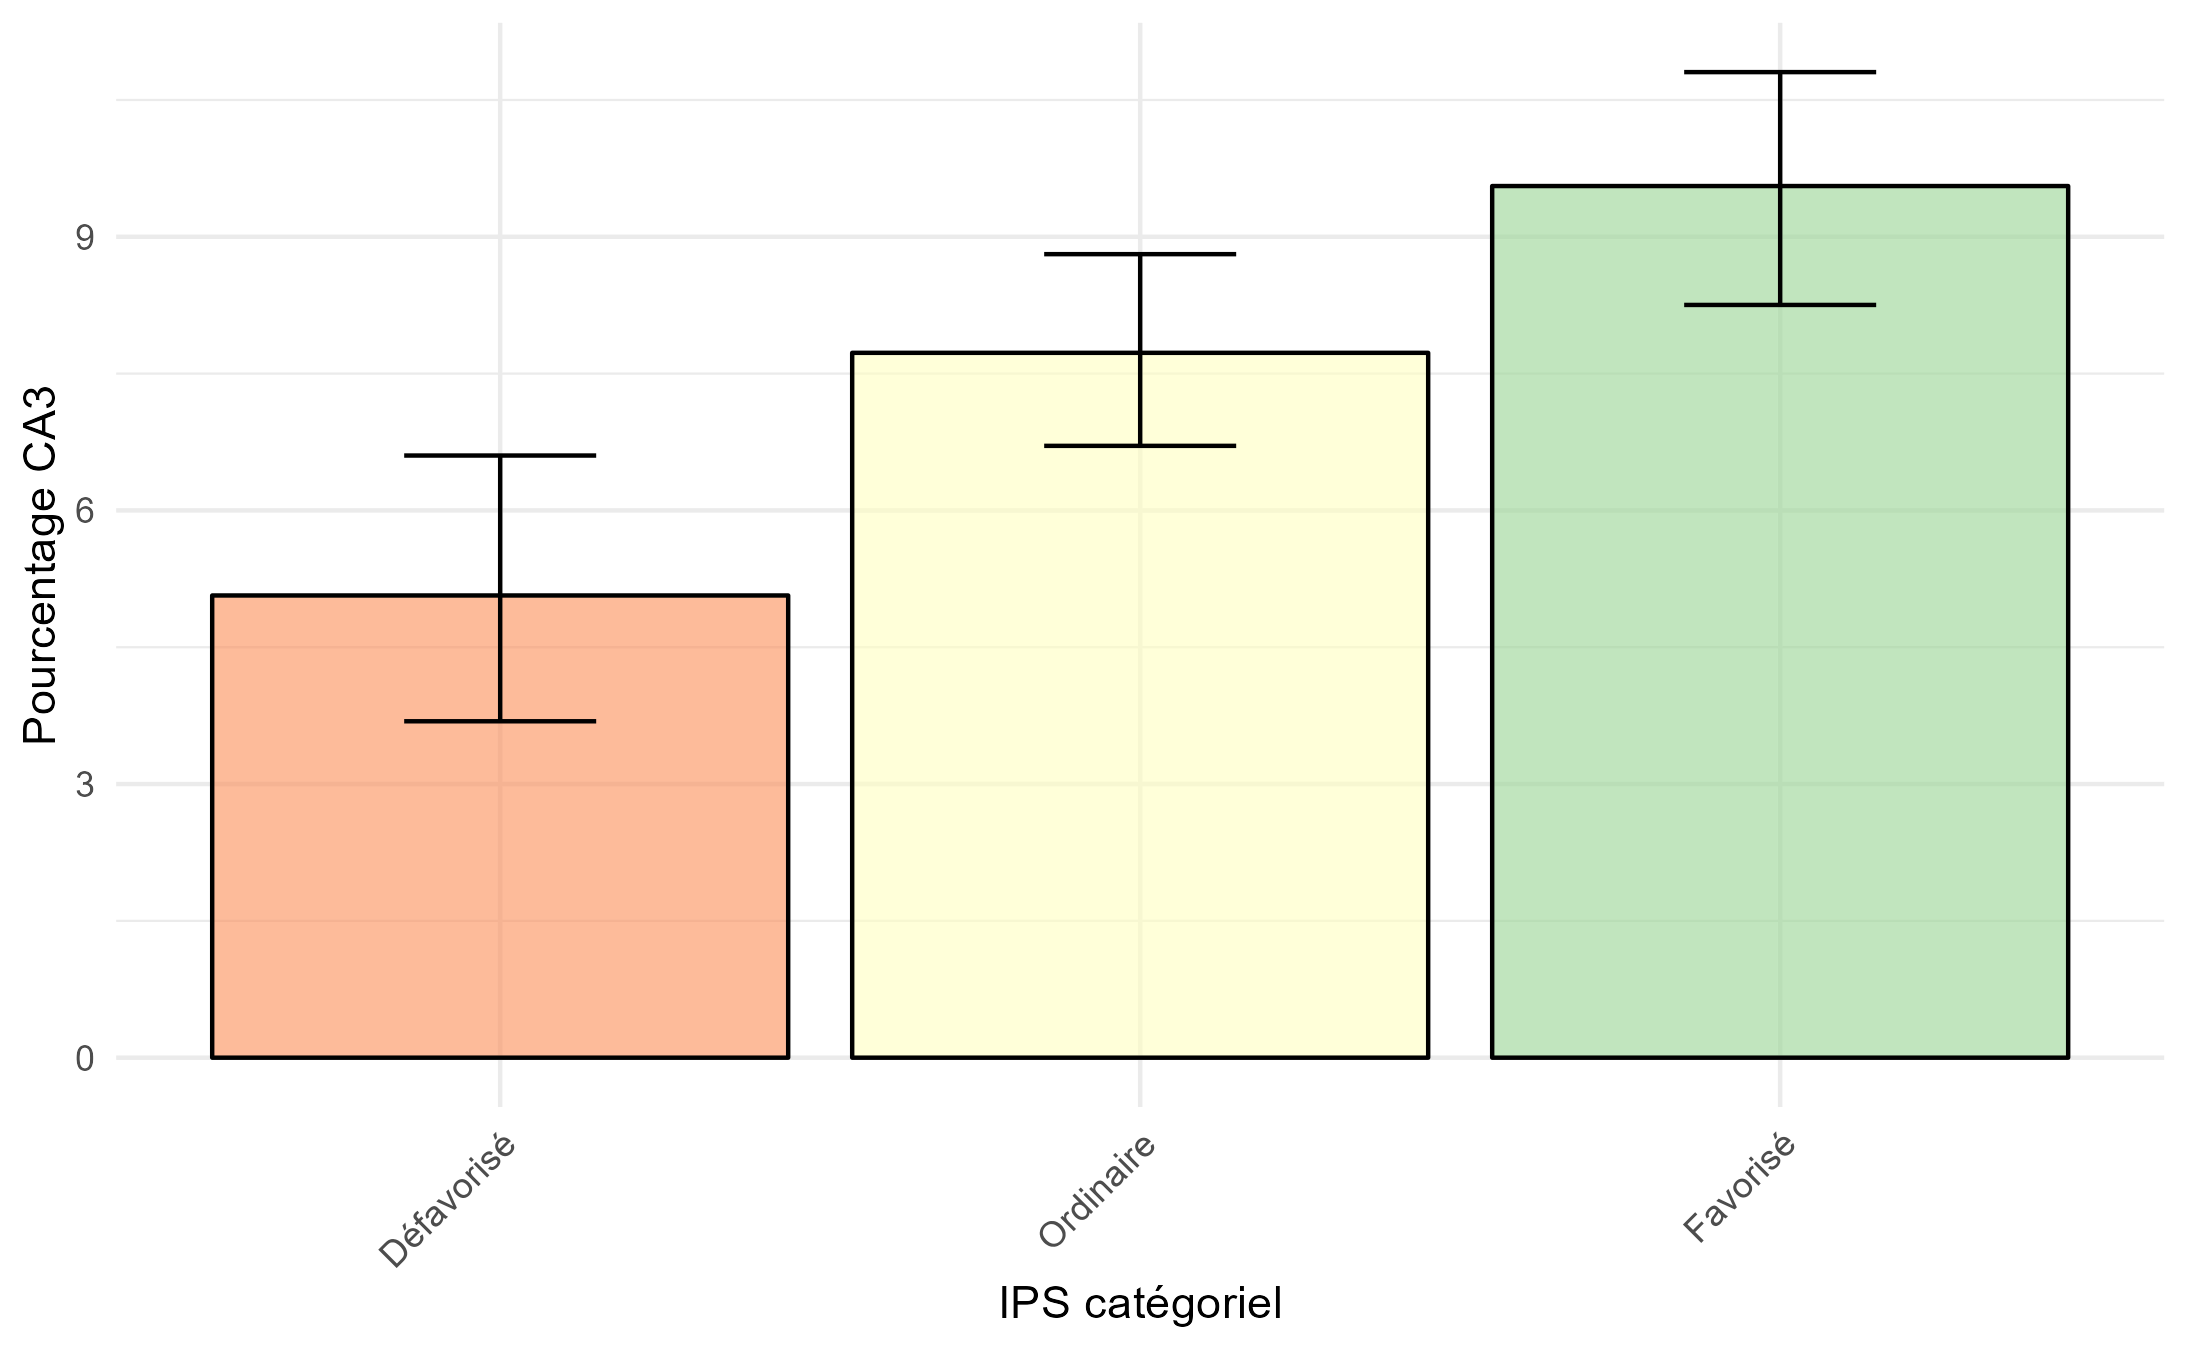 Pourcentage CA3
9
6
3
0
Défavorisé
Ordinaire
Favorisé
IPS catégoriel